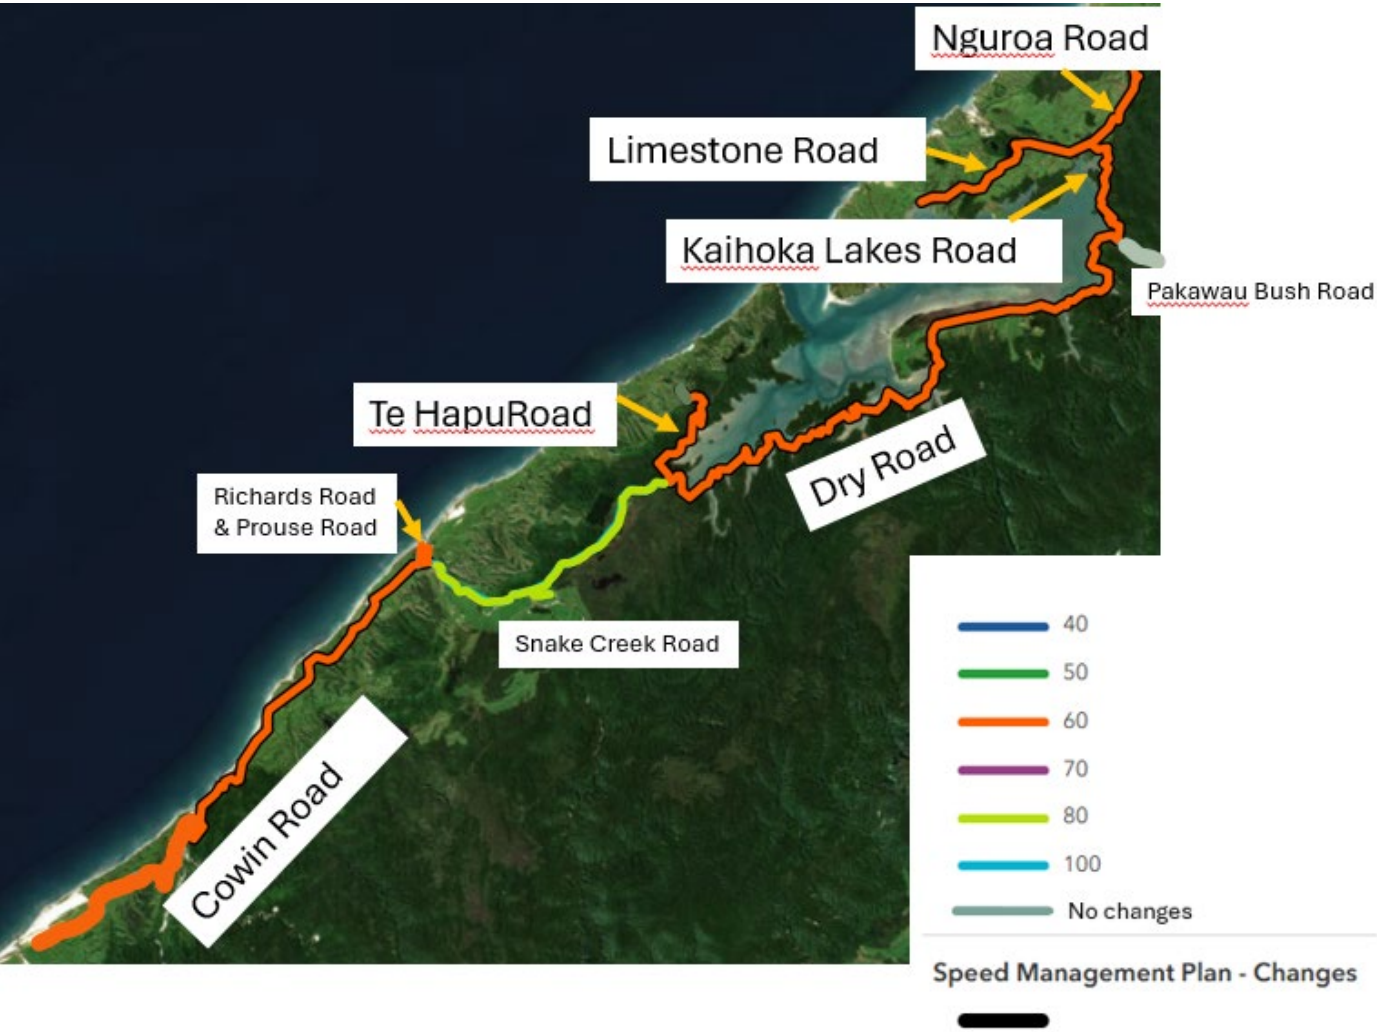 Nguroa Road
Limestone Road
Kaihoka Lakes Road
Pakawau Bush Road
Te HapuRoad
Dry Road
Richards Road
& Prouse Road
Snake Creek Road
Cowin Road
40
50
60
70
80
100
No changes
Speed Management Plan - Changes